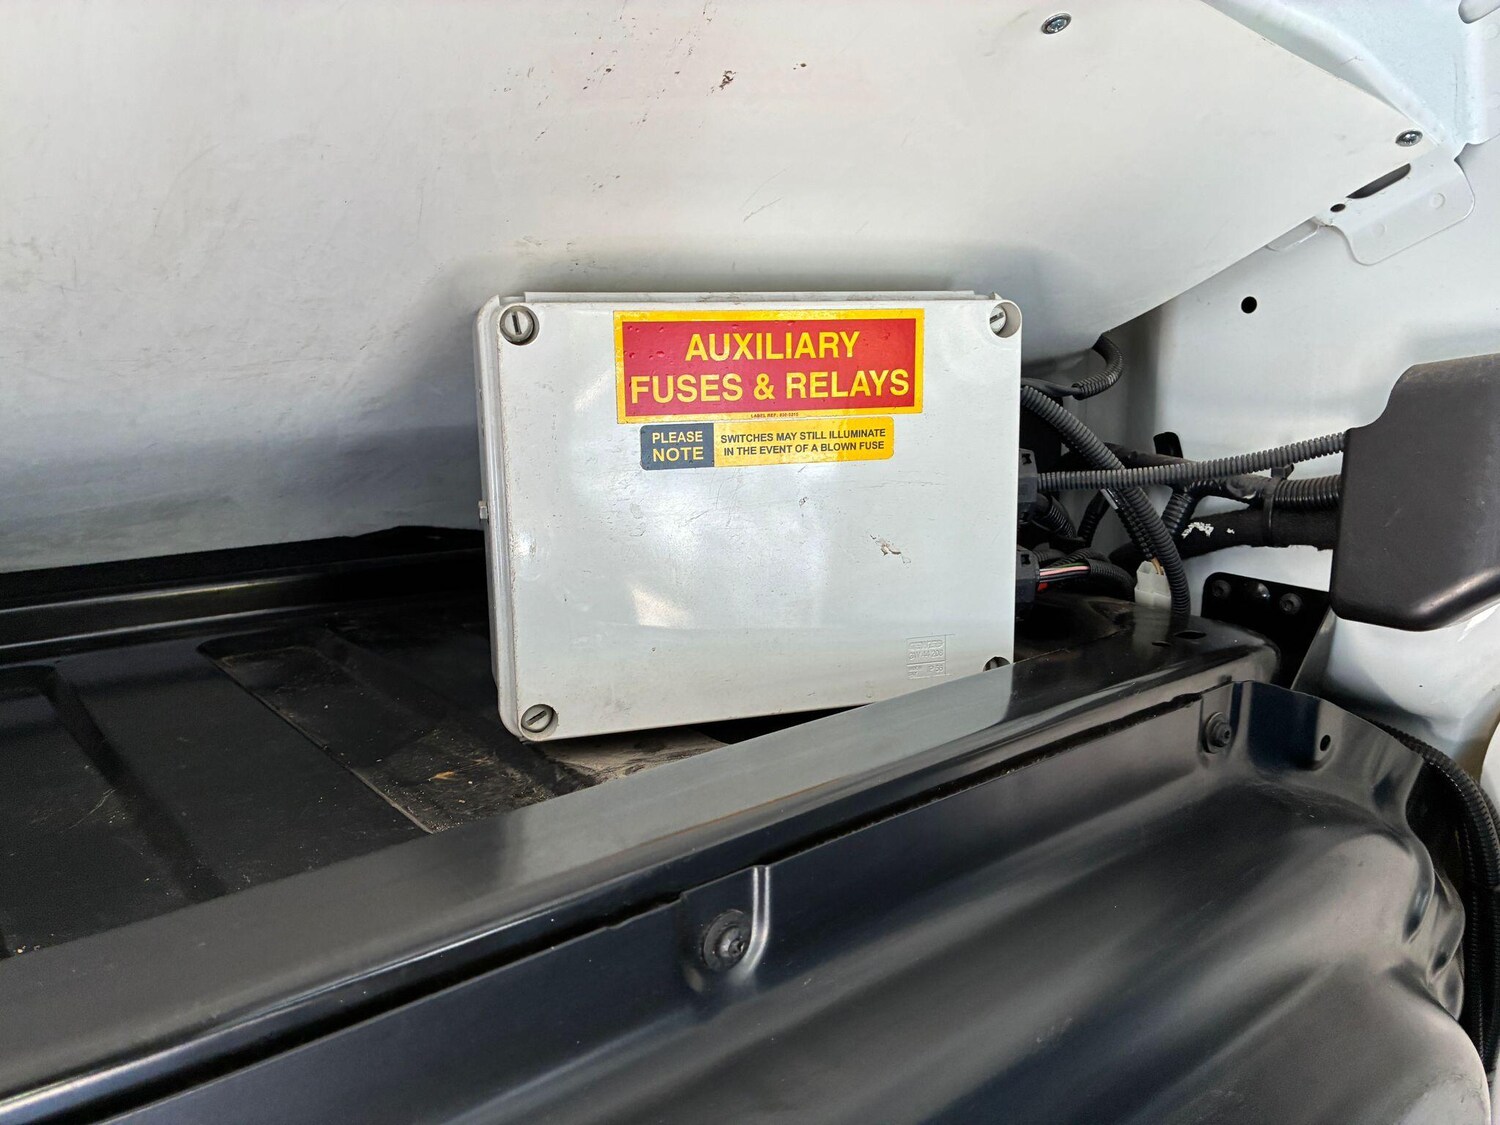 AUXILIARY
FUSES & RELAYS
PLEASE
NOTE
SWITCHES MAY STILL ILLUMINATE
IN THE EVENT OF A BLOWN FUSE